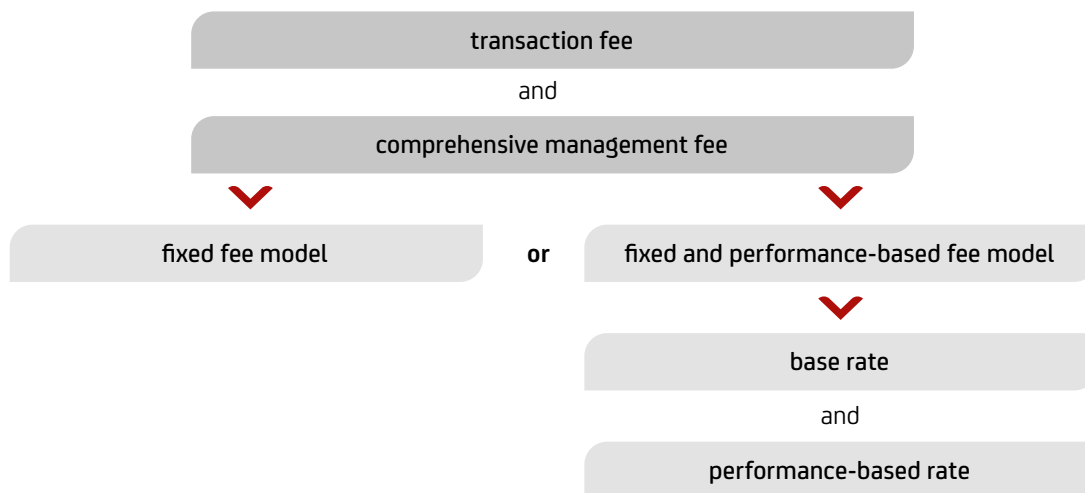 transaction fee
and
comprehensive management fee
fixed fee model
or
fixed and performance-based fee model
base rate
and
performance-based rate